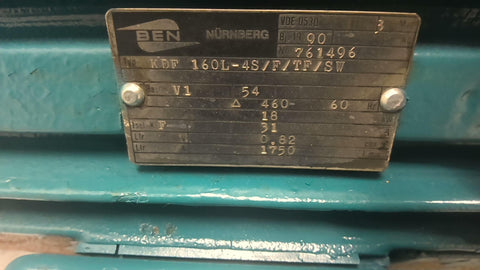 BEN NÜRNBERG
VDE 0530 3
90
N 761496
KDF 160L-4S/F/TF/SW
V1 54
Δ 460- 60 Hz
18
F 31
0,82
1750